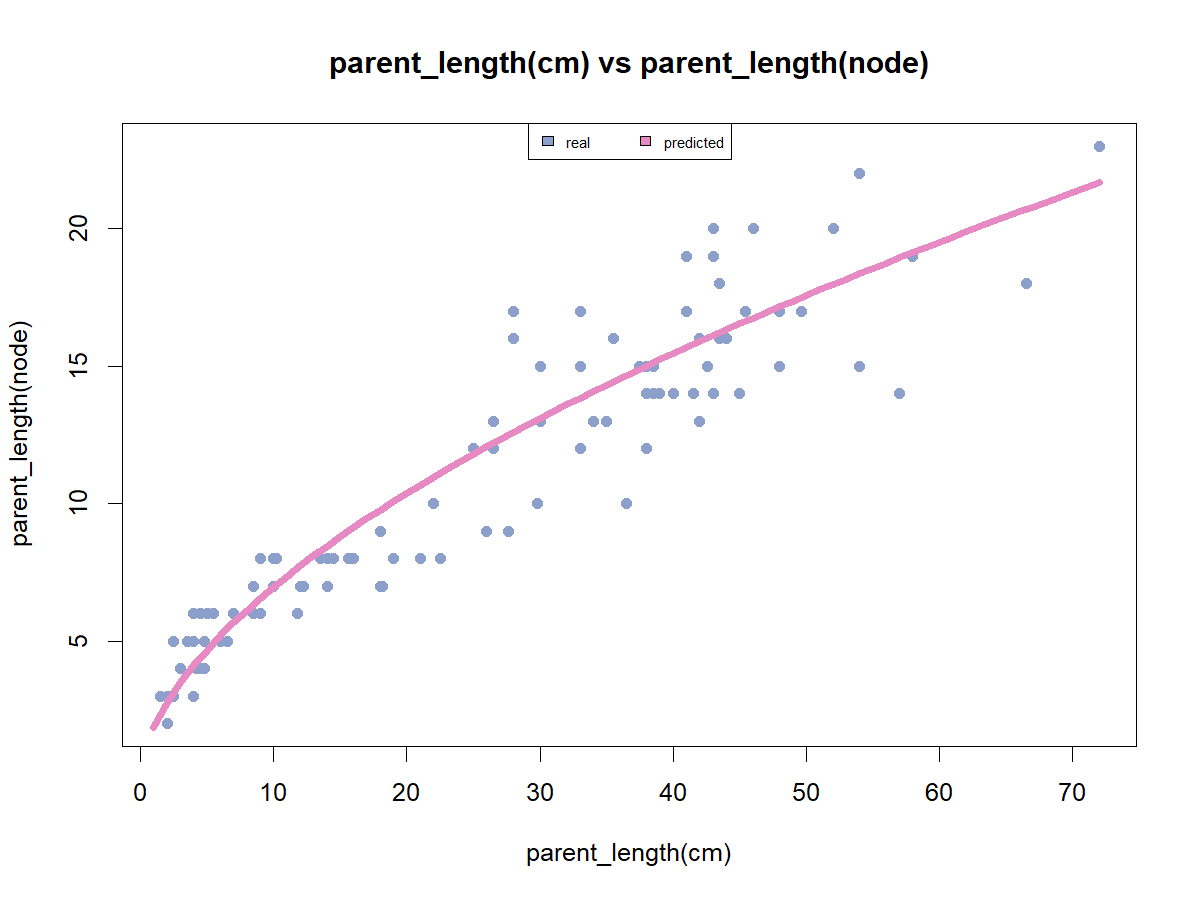 parent_length(cm) vs parent_length(node)
real predicted
20
15
10
5
parent_length(node)
0 10 20 30 40 50 60 70
parent_length(cm)